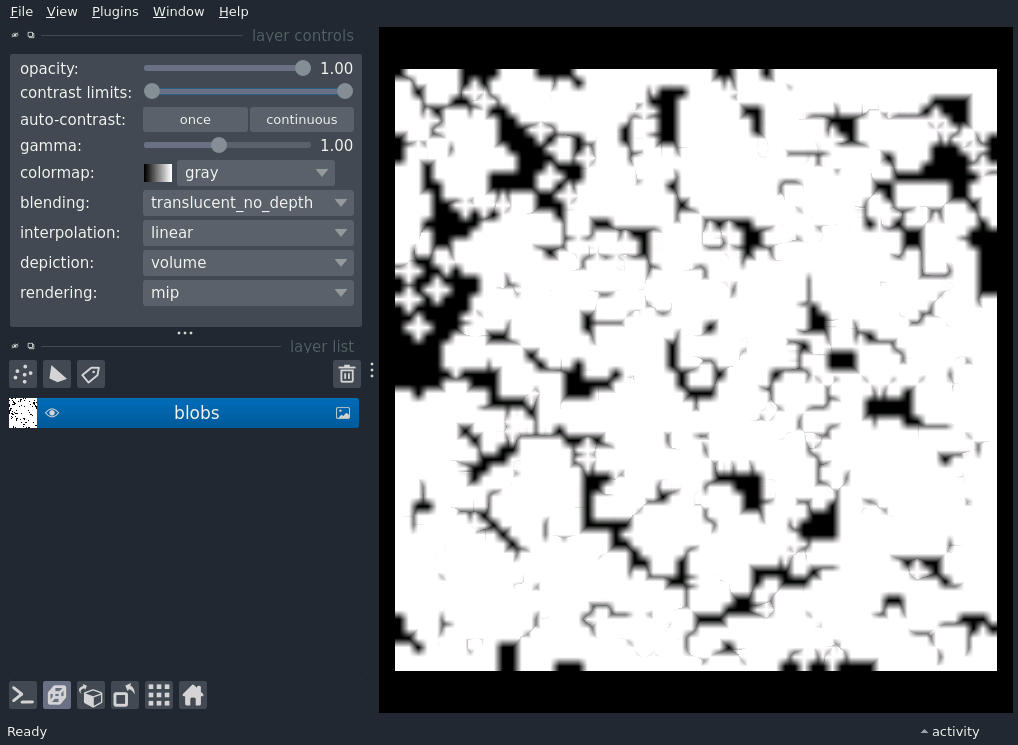 File View Plugins Window Help
layer controls
opacity: 1.00
contrast limits:
auto-contrast: once continuous
gamma: 1.00
colormap: gray
blending: translucent_no_depth
interpolation: linear
depiction: volume
rendering: mip
layer list
blobs
Ready activity